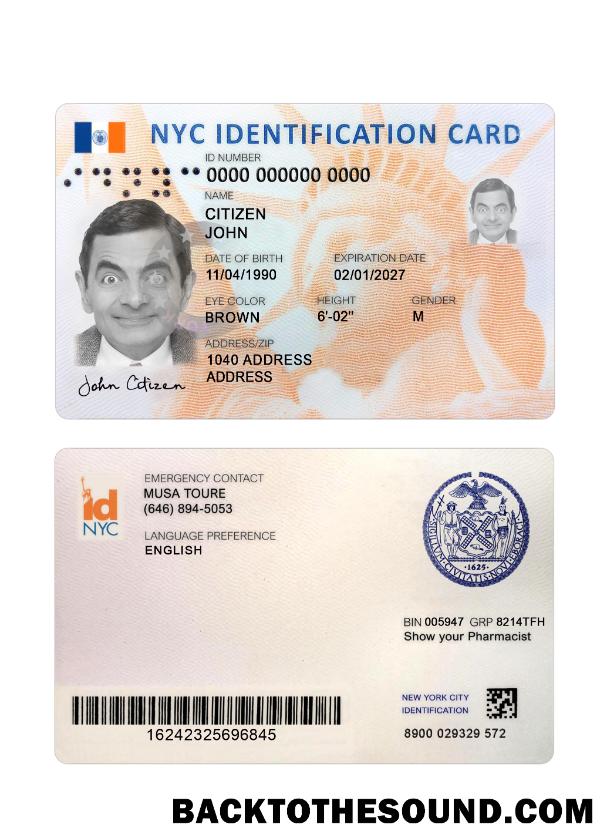 NYC IDENTIFICATION CARD
ID NUMBER
0000 000000 0000
NAME
CITIZEN
JOHN
DATE OF BIRTH EXPIRATION DATE
11/04/1990 02/01/2027
EYE COLOR HEIGHT GENDER
BROWN 6'-02" M
ADDRESS/ZIP
1040 ADDRESS
ADDRESS
John Citizen
id
NYC
EMERGENCY CONTACT
MUSA TOURE
(646) 894-5053
LANGUAGE PREFERENCE
ENGLISH
SIGILLUM CIVITATIS NOVI EBORACI
·1625·
BIN 005947 GRP 8214TFH
Show your Pharmacist
NEW YORK CITY
IDENTIFICATION
8900 029329 572
16242325696845
BACKTOTHESOUND.COM